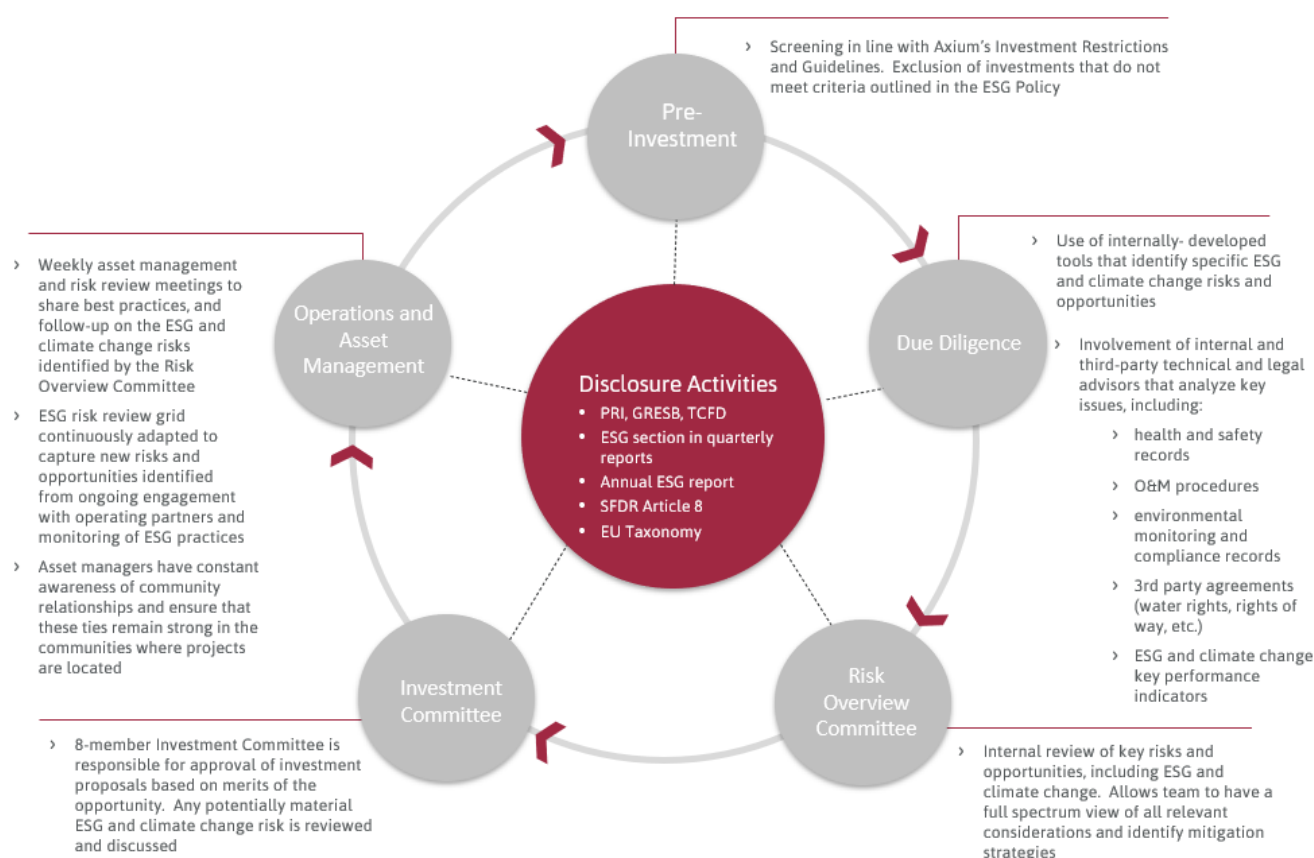 › Screening in line with Axium's Investment Restrictions
and Guidelines.  Exclusion of investments that do not
meet criteria outlined in the ESG Policy
Pre-
Investment
› Use of internally- developed
tools that identify specific ESG
and climate change risks and
opportunities
› Involvement of internal and
third-party technical and legal
advisors that analyze key
issues, including:
› health and safety
records
› O&M procedures
› environmental
monitoring and
compliance records
› 3rd party agreements
(water rights, rights of
way, etc.)
› ESG and climate change
key performance
indicators
Due Diligence
Risk
Overview
Committee
› Internal review of key risks and
opportunities, including ESG and
climate change.  Allows team to have a
full spectrum view of all relevant
considerations and identify mitigation
strategies
Investment
Committee
› 8-member Investment Committee is
responsible for approval of investment
proposals based on merits of the
opportunity.  Any potentially material
ESG and climate change risk is reviewed
and discussed
Operations and
Asset
Management
› Weekly asset management
and risk review meetings to
share best practices, and
follow-up on the ESG and
climate change risks
identified by the Risk
Overview Committee
› ESG risk review grid
continuously adapted to
capture new risks and
opportunities identified
from ongoing engagement
with operating partners and
monitoring of ESG practices
› Asset managers have constant
awareness of community
relationships and ensure that
these ties remain strong in the
communities where projects
are located
Disclosure Activities
• PRI, GRESB, TCFD
• ESG section in quarterly
reports
• Annual ESG report
• SFDR Article 8
• EU Taxonomy